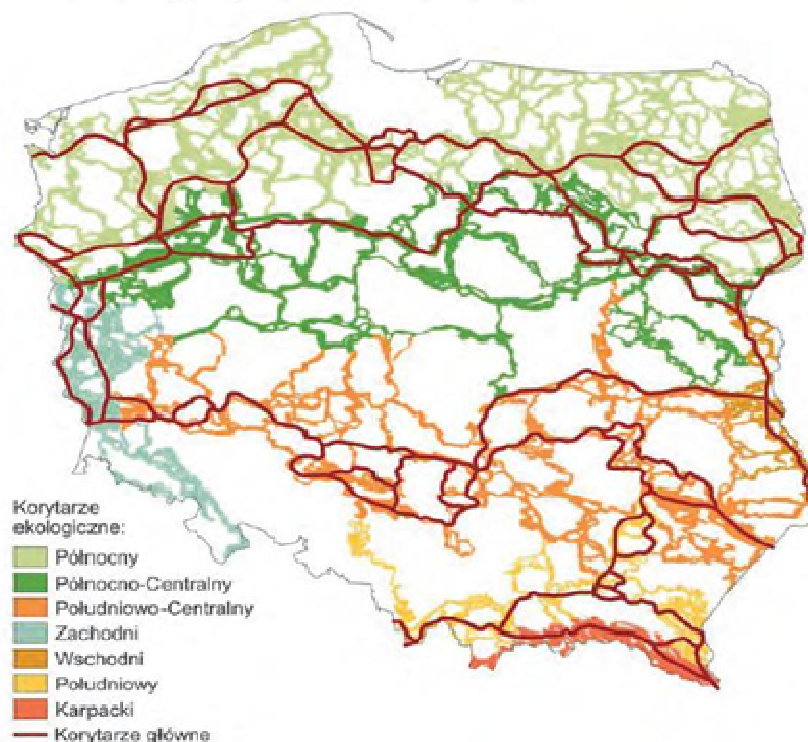 Korytarze
ekologiczne:
Północny
Północno-Centralny
Południowo-Centralny
Zachodni
Wschodni
Południowy
Karpacki
Korytarze główne